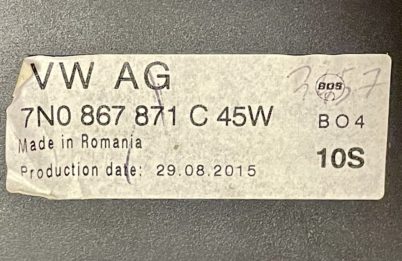 VW AG
BOS
7N0 867 871 C 45W
BO4
Made in Romania
10S
Production date: 29.08.2015